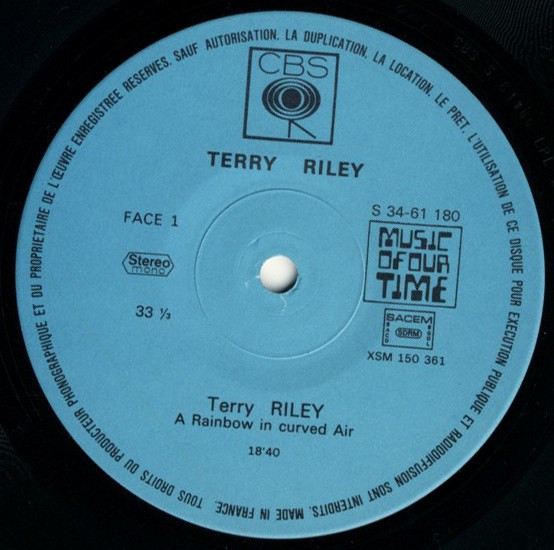 TOUS DROITS DU PRODUCTEUR PHONOGRAPHIQUE ET DU PROPRIETAIRE DE L'ŒUVRE ENREGISTREE RESERVES. SAUF AUTORISATION. LA DUPLICATION. LA LOCATION. LE PRET. L'UTILISATION DE CE DISQUE POUR EXECUTION PUBLIQUE ET RADIODIFFUSION SONT INTERDITS. MADE IN FRANCE.
CBS
TERRY RILEY
FACE 1
S 34-61 180
Stereo
mono
MUSIC
OF OUR
TIME
33 ⅓
SACEM
SACD
SDRM
SGDL
XSM 150 361
Terry RILEY
A Rainbow in curved Air
18'40